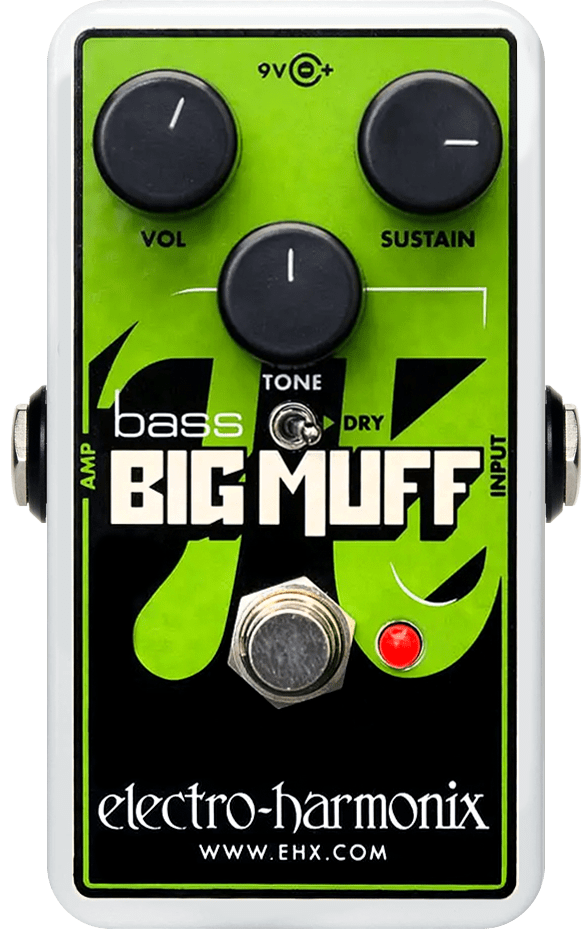 9V +
VOL
SUSTAIN
TONE
bass
DRY
AMP
INPUT
BIG MUFF
π
electro-harmonix
WWW.EHX.COM